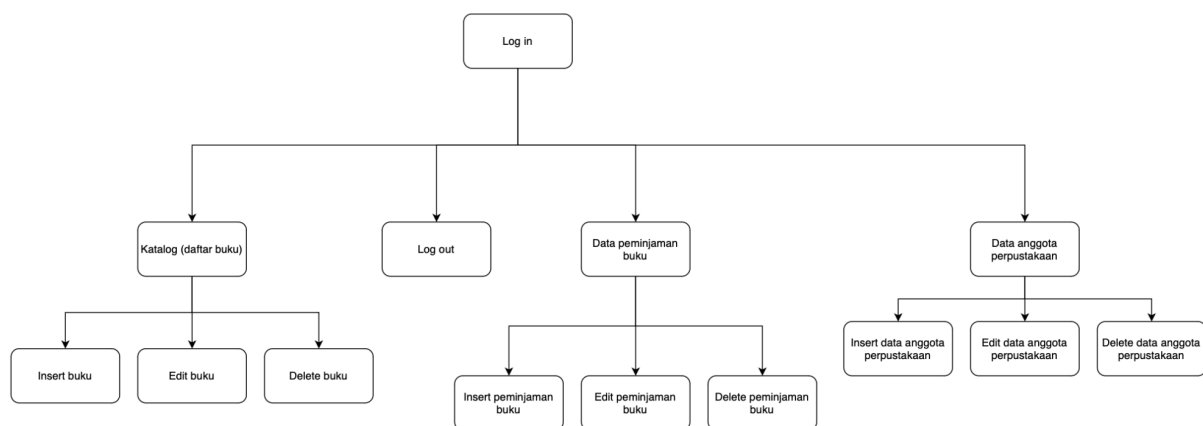 Log in
Katalog (daftar buku)
Log out
Data peminjaman
buku
Data anggota
perpustakaan
Insert buku
Edit buku
Delete buku
Insert peminjaman
buku
Edit peminjaman
buku
Delete peminjaman
buku
Insert data anggota
perpustakaan
Edit data anggota
perpustakaan
Delete data anggota
perpustakaan